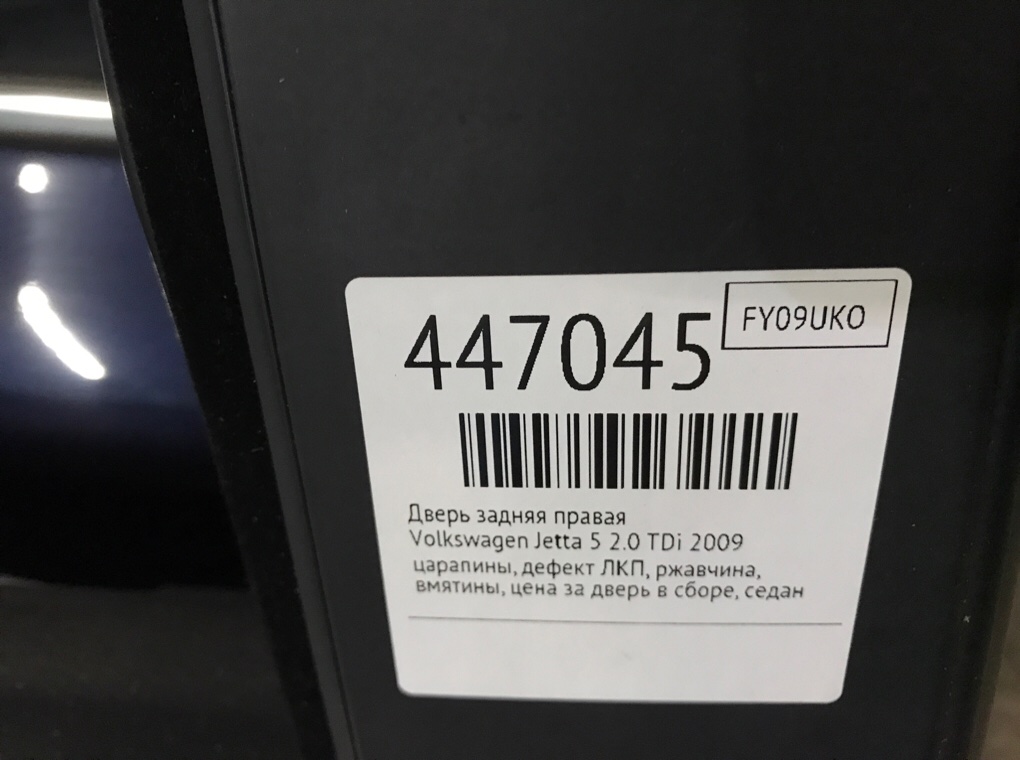 447045
FY09UKO
Дверь задняя правая
Volkswagen Jetta 5 2.0 TDi 2009
царапины, дефект ЛКП, ржавчина,
вмятины, цена за дверь в сборе, седан